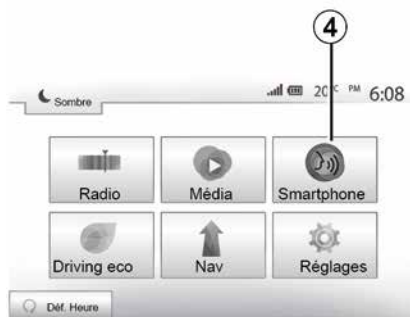 4
Sombre
20°C PM 6:08
Radio Média Smartphone
Driving eco Nav Réglages
Déf. Heure